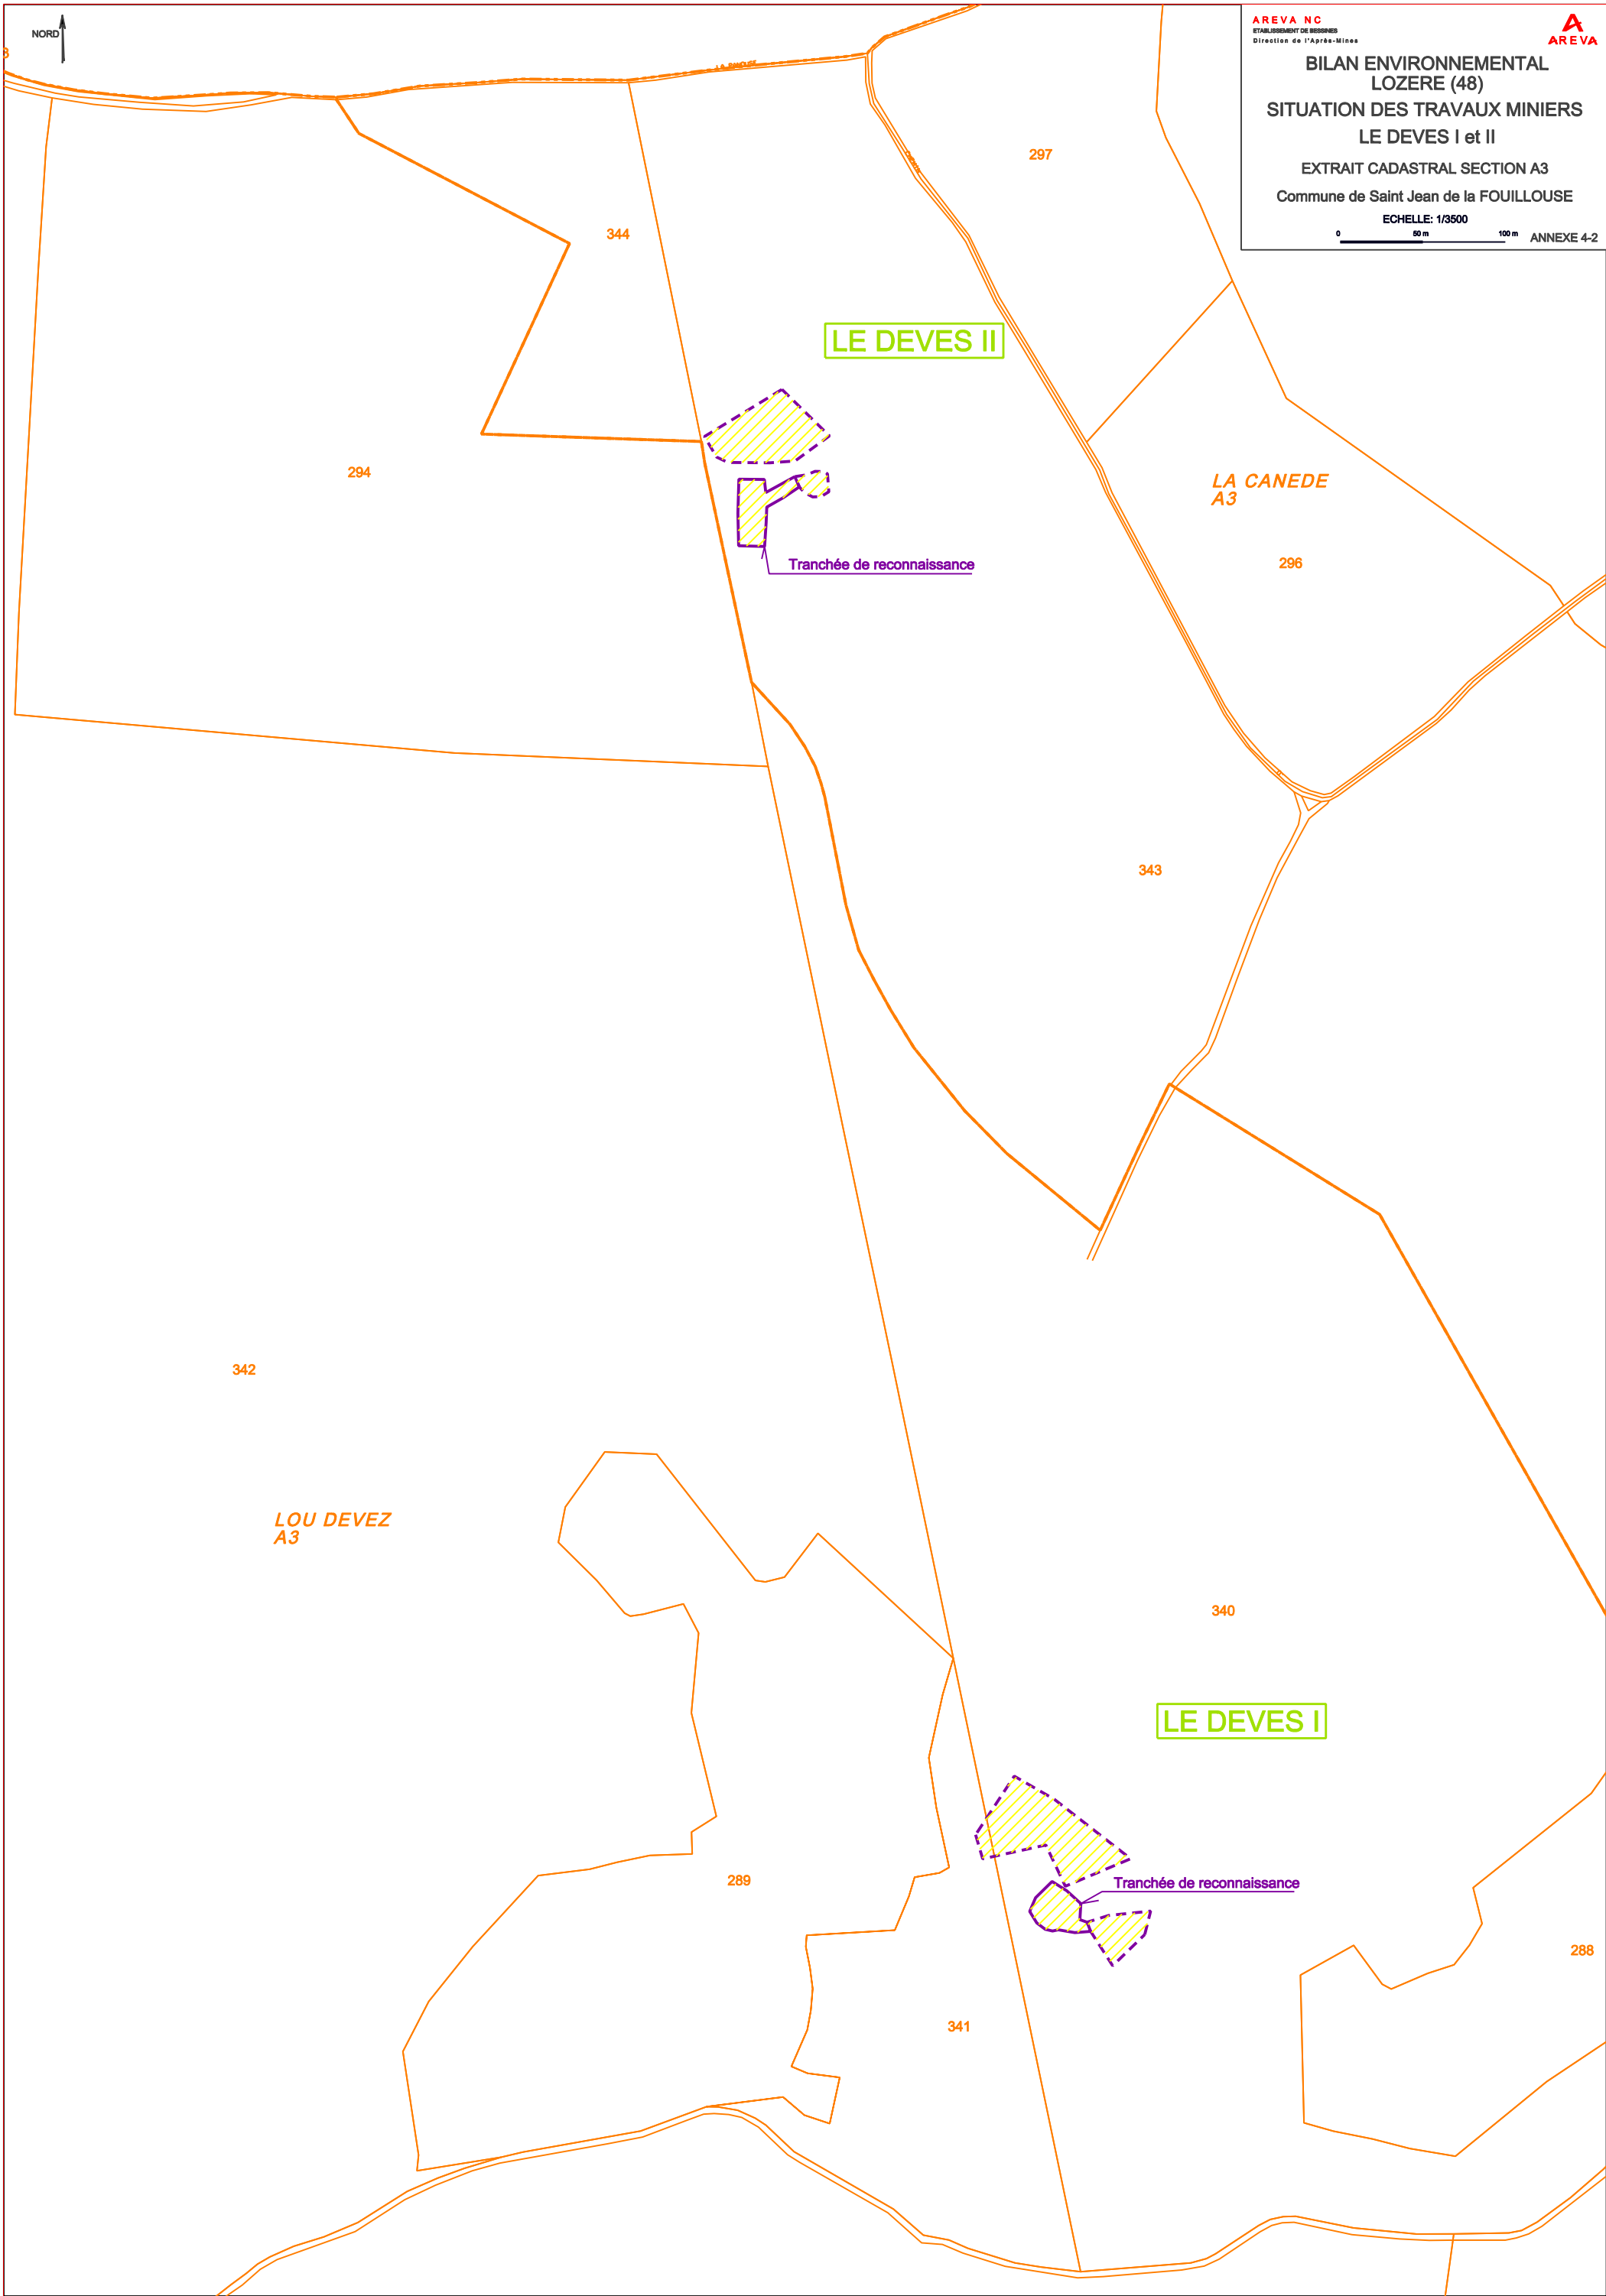 NORD
AREVA NC
ETABLISSEMENT DE BESSINES
Direction de l'Après-Mines
AREVA
BILAN ENVIRONNEMENTAL
LOZERE (48)
SITUATION DES TRAVAUX MINIERS
LE DEVES I et II
EXTRAIT CADASTRAL SECTION A3
Commune de Saint Jean de la FOUILLOUSE
ECHELLE: 1/3500
0 50 m 100 m
ANNEXE 4-2
297
344
LE DEVES II
294
LA CANEDE
A3
296
Tranchée de reconnaissance
343
342
LOU DEVEZ
A3
340
LE DEVES I
289
Tranchée de reconnaissance
288
341